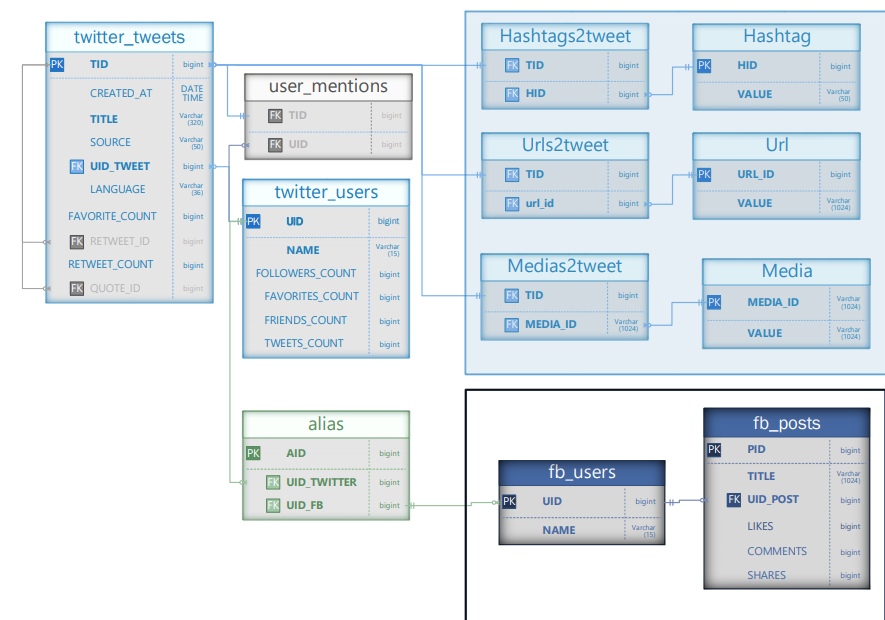 twitter_tweets
PK TID bigint
CREATED_AT DATE TIME
TITLE Varchar (320)
SOURCE Varchar (50)
FK UID_TWEET bigint
LANGUAGE Varchar (36)
FAVORITE_COUNT bigint
FK RETWEET_ID bigint
RETWEET_COUNT bigint
FK QUOTE_ID bigint
user_mentions
FK TID bigint
FK UID bigint
twitter_users
PK UID bigint
NAME Varchar (15)
FOLLOWERS_COUNT bigint
FAVORITES_COUNT bigint
FRIENDS_COUNT bigint
TWEETS_COUNT bigint
alias
PK AID bigint
FK UID_TWITTER bigint
FK UID_FB bigint
Hashtags2tweet
FK TID bigint
FK HID bigint
Hashtag
PK HID bigint
VALUE Varchar (50)
Urls2tweet
FK TID bigint
FK url_id bigint
Url
PK URL_ID bigint
VALUE Varchar (1024)
Medias2tweet
FK TID bigint
FK MEDIA_ID Varchar (1024)
Media
PK MEDIA_ID Varchar (1024)
VALUE Varchar (1024)
fb_users
PK UID bigint
NAME Varchar (15)
fb_posts
PK PID bigint
TITLE Varchar (1024)
FK UID_POST bigint
LIKES bigint
COMMENTS bigint
SHARES bigint